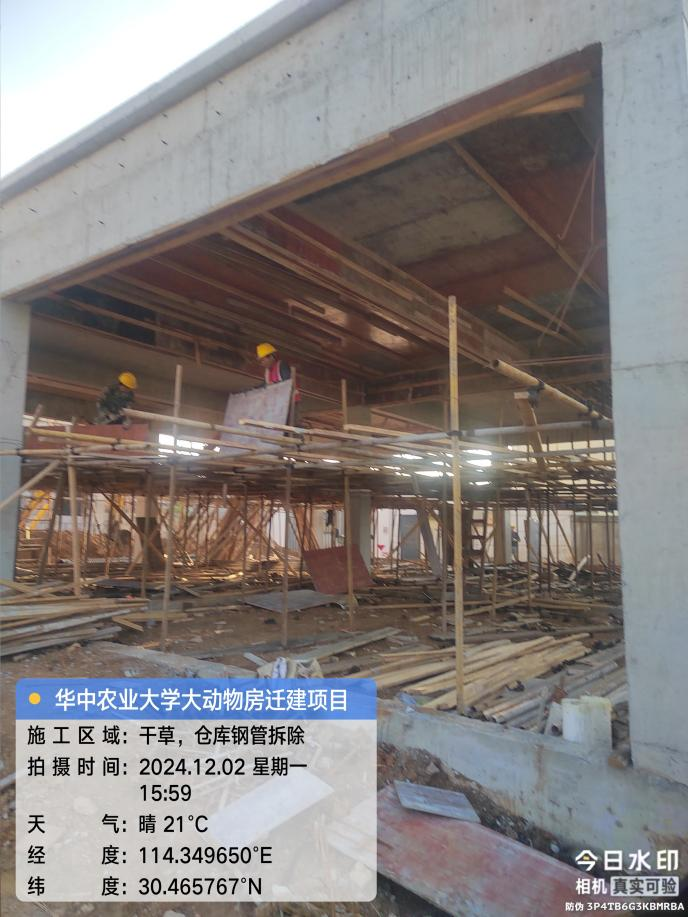 华中农业大学大动物房迁建项目
施工区域：干草，仓库钢管拆除
拍摄时间：2024.12.02 星期一
15:59
天气：晴 21°C
经度：114.349650°E
纬度：30.465767°N
今日水印
相机 真实可验
防伪 3P4TB6G3KBMRBA